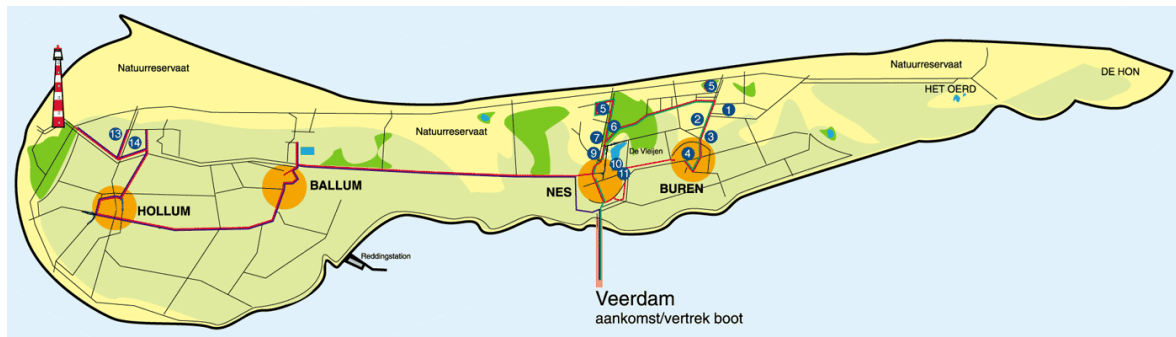 Natuurreservaat
Natuurreservaat
Natuurreservaat
DE HON
HET OERD
5
5
1
2
3
4
6
7
9
10
11
13
14
De Vleijen
BALLUM
HOLLUM
NES
BUREN
Reddingstation
Veerdam
aankomst/vertrek boot